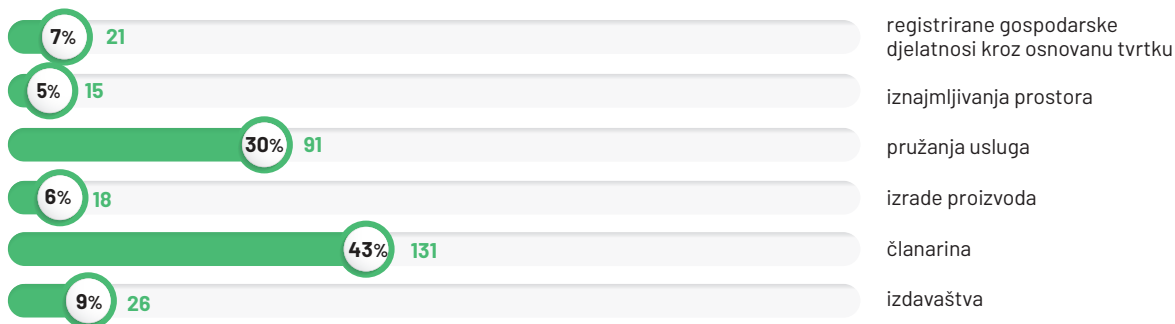 7% 21 registrirane gospodarske
djelatnosi kroz osnovanu tvrtku
5% 15 iznajmljivanja prostora
30% 91 pružanja usluga
6% 18 izrade proizvoda
43% 131 članarina
9% 26 izdavaštva